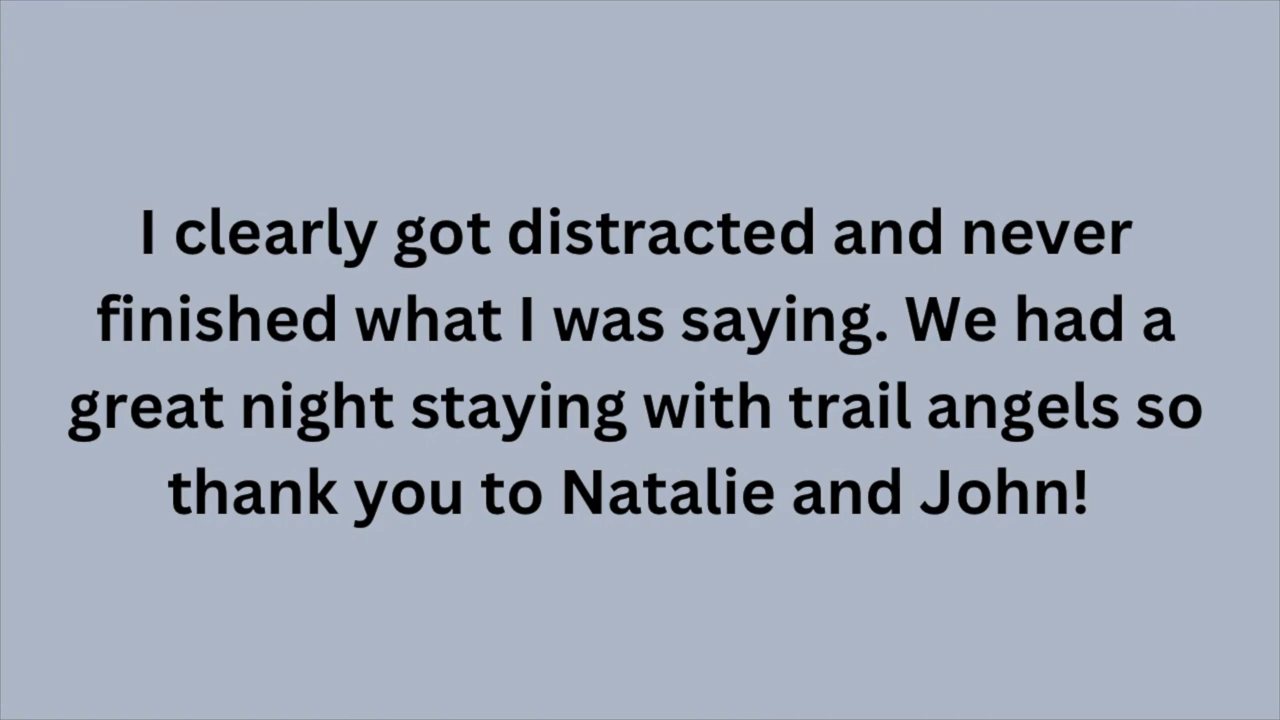 I clearly got distracted and never
finished what I was saying. We had a
great night staying with trail angels so
thank you to Natalie and John!